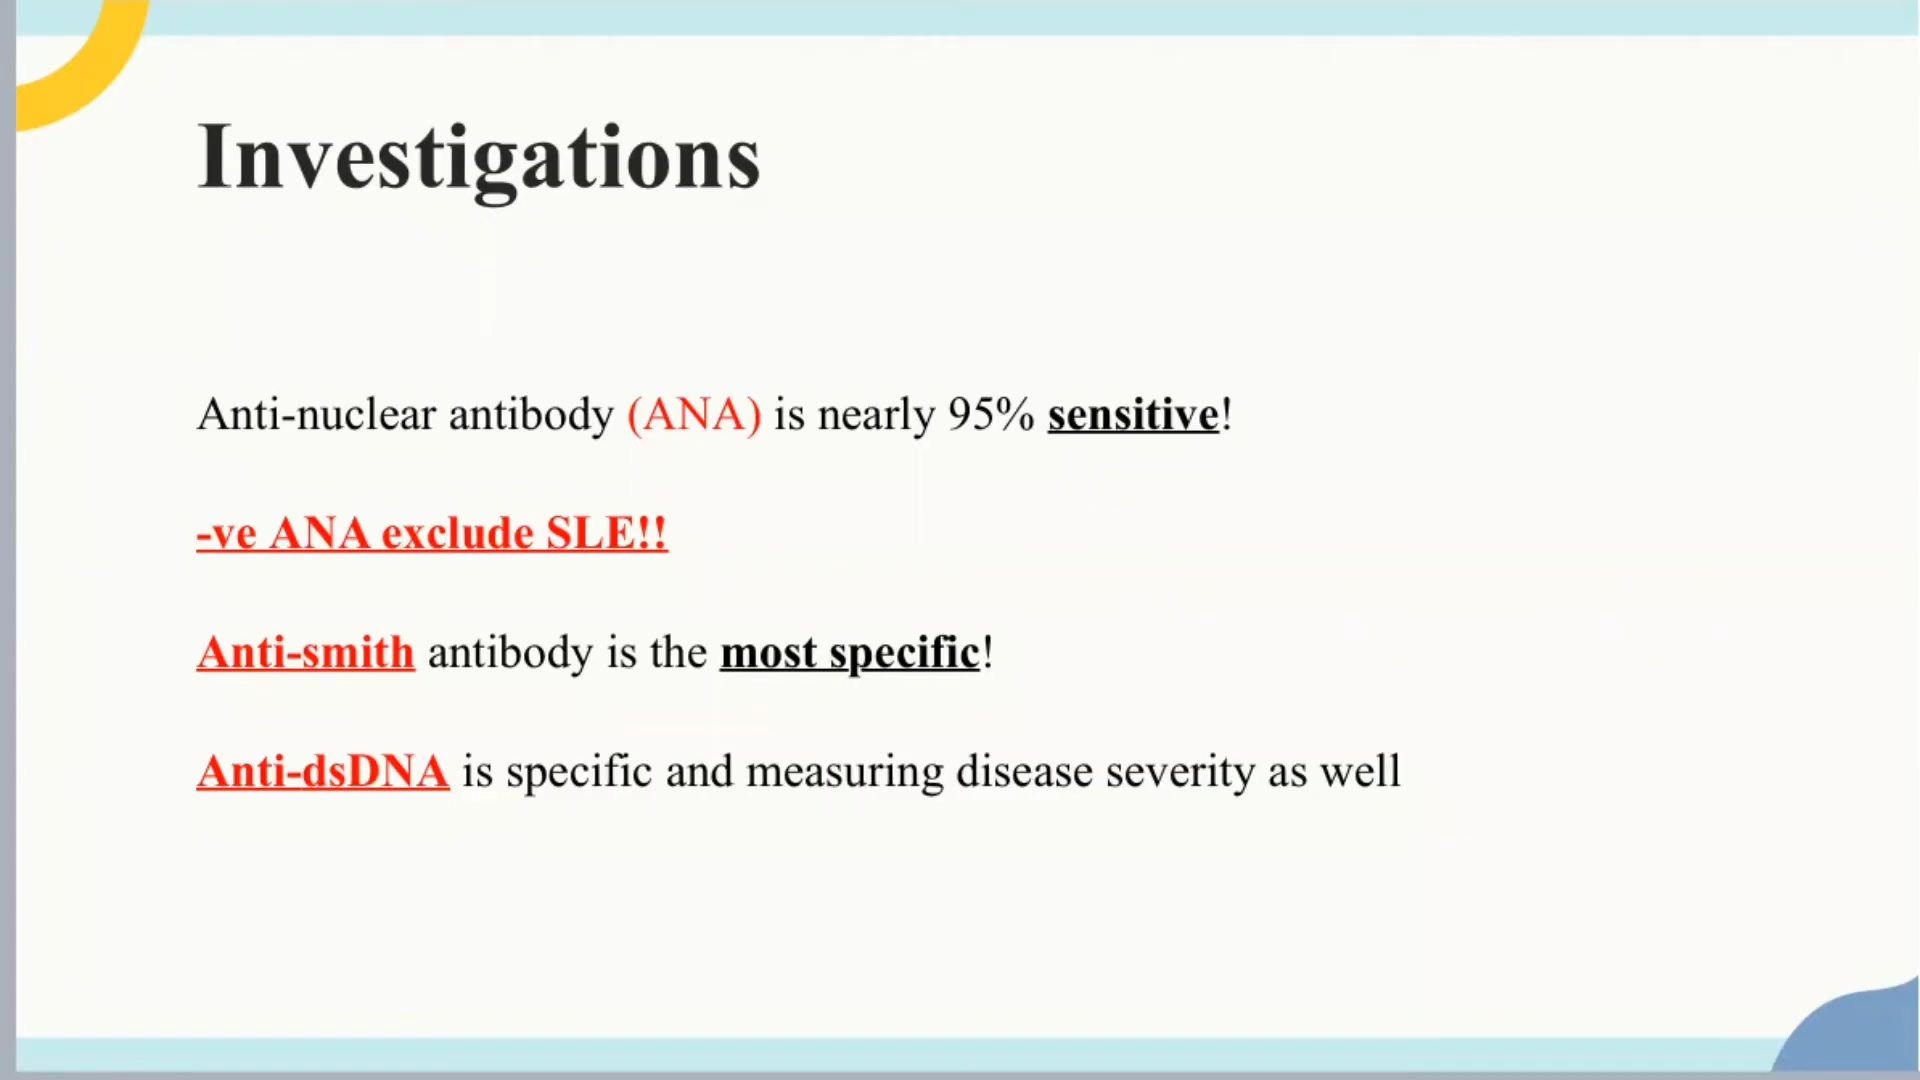 Investigations
Anti-nuclear antibody (ANA) is nearly 95% sensitive!
-ve ANA exclude SLE!!
Anti-smith antibody is the most specific!
Anti-dsDNA is specific and measuring disease severity as well